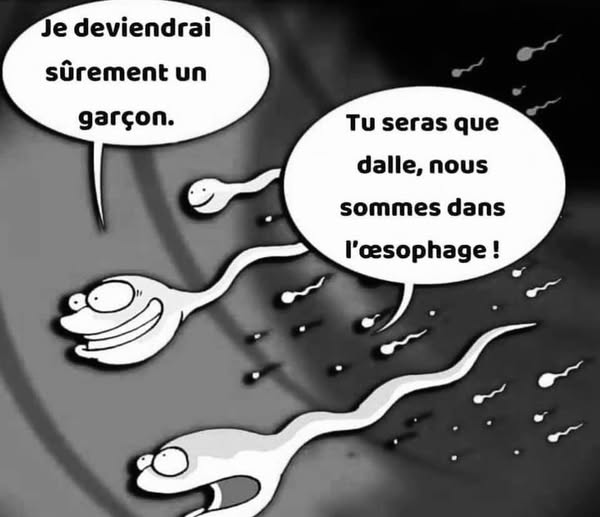 Je deviendrai
sûrement un
garçon.
Tu seras que
dalle, nous
sommes dans
l'œsophage !